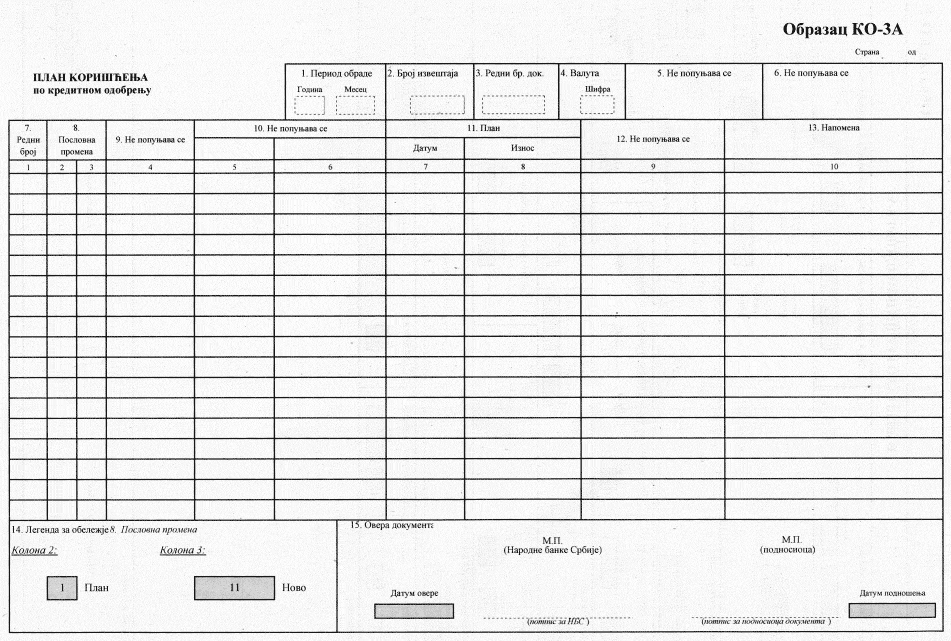 Образац КО-3А
Страна од
ПЛАН КОРИШЋЕЊА
по кредитном одобрењу
1. Период обраде
Година Месец
2. Број извештаја
3. Редни бр. док.
4. Валута
Шифра
5. Не попуњава се
6. Не попуњава се
7.
Редни
број
8.
Пословна
промена
9. Не попуњава се
10. Не попуњава се
11. План
Датум Износ
12. Не попуњава се
13. Напомена
1 2 3 4 5 6 7 8 9 10
14. Легенда за обележје 8. Пословна промена
Колона 2: Колона 3:
1 План 11 Ново
15. Овера документа
М.П.
(Народне банке Србије)
М.П.
(подносиоца)
Датум овере
(потпис за НБС)
(потпис за подносиоца документа)
Датум подношења